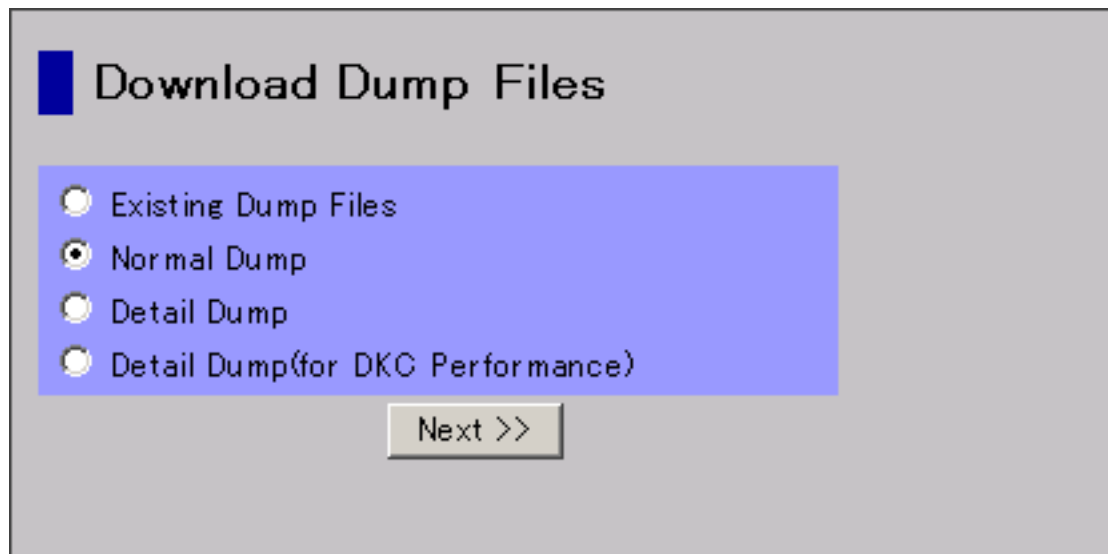 Download Dump Files
Existing Dump Files
Normal Dump
Detail Dump
Detail Dump(for DKC Performance)
Next >>